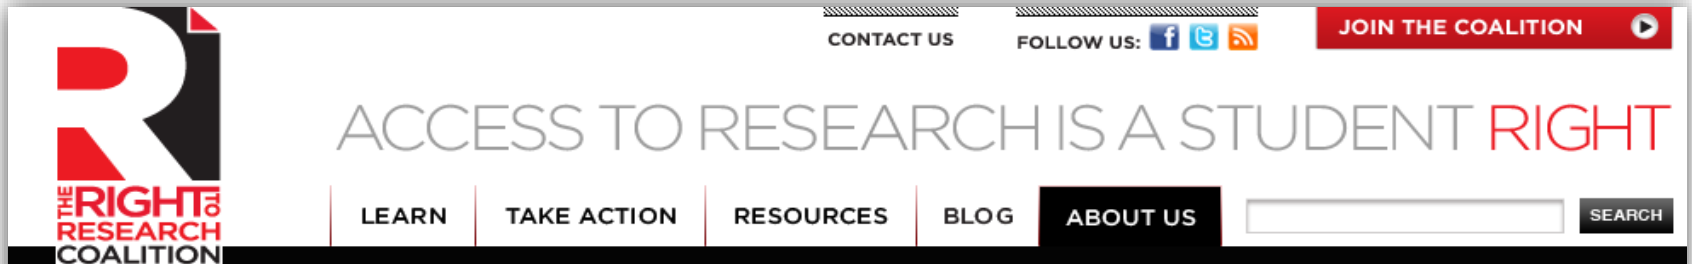 THE RIGHT TO
RESEARCH
COALITION
CONTACT US
FOLLOW US:
JOIN THE COALITION
ACCESS TO RESEARCH IS A STUDENT RIGHT
LEARN
TAKE ACTION
RESOURCES
BLOG
ABOUT US
SEARCH